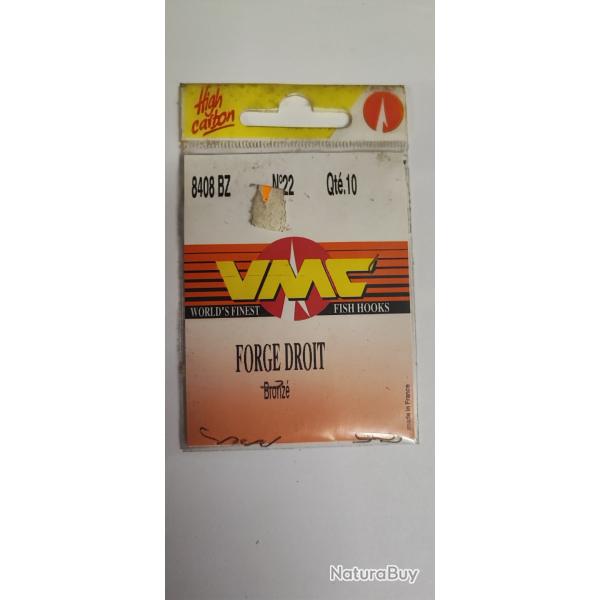 High
carbon
8408 BZ N°22 Qté.10
VMC
WORLD'S FINEST FISH HOOKS
FORGE DROIT
Bronzé
made in France
NaturaBuy